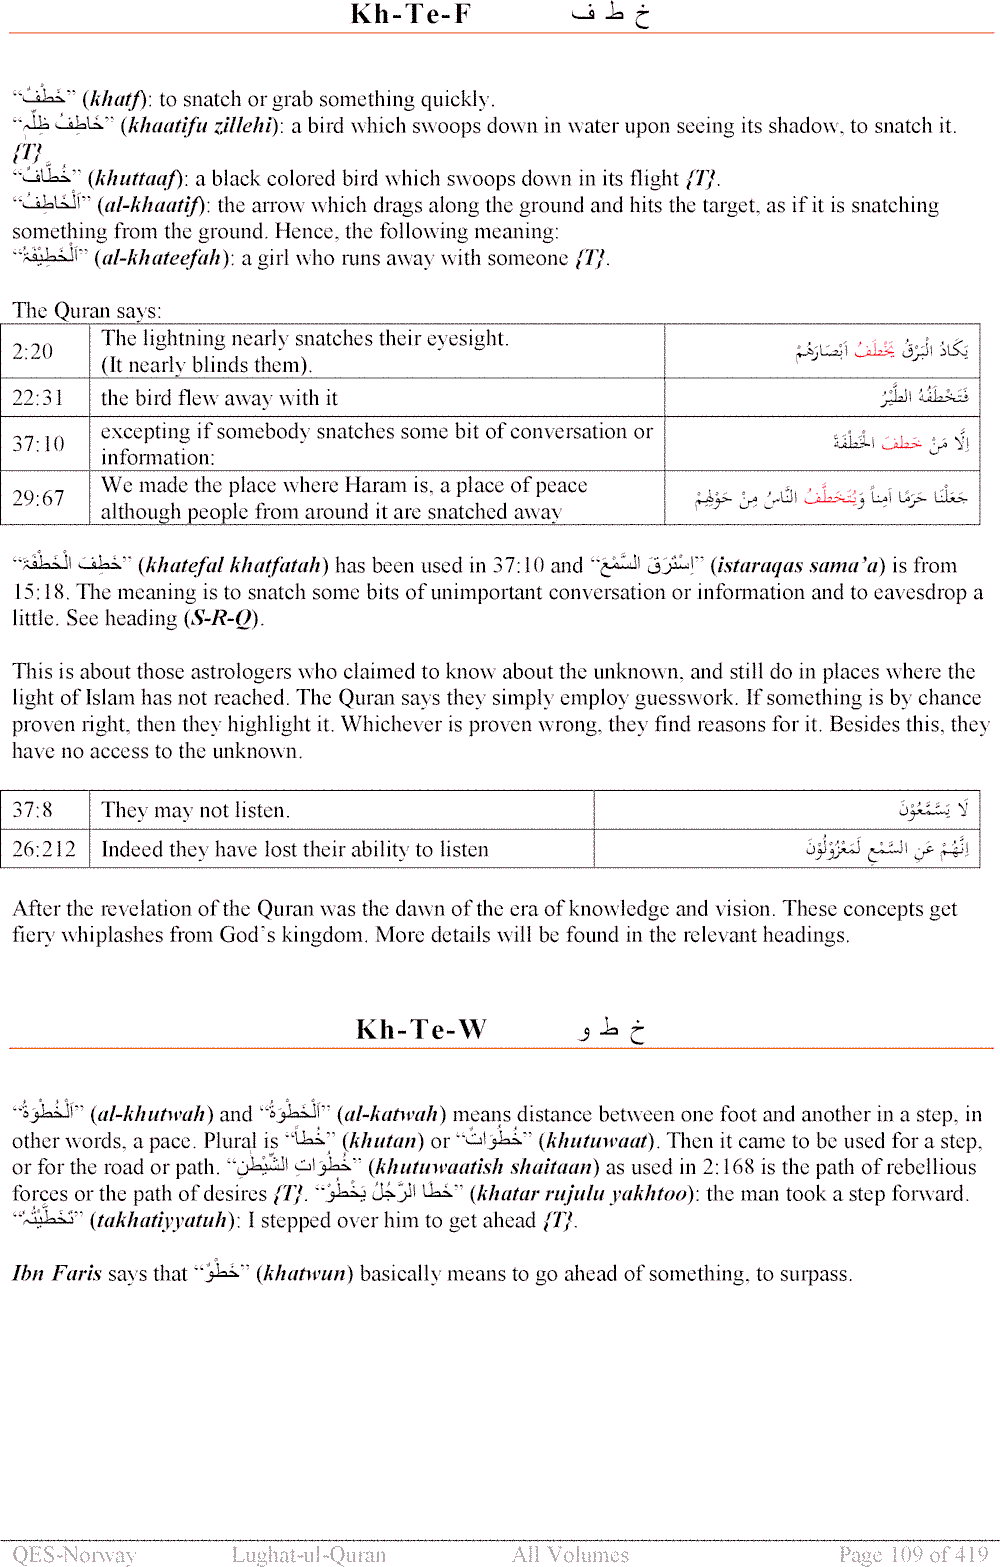 Kh-Te-F خ ط ف
“خَطْفٌ” (khatf): to snatch or grab something quickly.
“خَاطِفُ ظِلِّہٖ” (khaatifu zillehi): a bird which swoops down in water upon seeing its shadow, to snatch it.
{T}
“خُطَّافٌ” (khuttaaf): a black colored bird which swoops down in its flight {T}.
“اَلْخَاطِفُ” (al-khaatif): the arrow which drags along the ground and hits the target, as if it is snatching
something from the ground. Hence, the following meaning:
“اَلْخَطِیْفَۃُ” (al-khateefah): a girl who runs away with someone {T}.
The Quran says:
2:20 The lightning nearly snatches their eyesight. یَکَادُ الْبَرْقُ یَخْطَفُ اَبْصَارَھُمْ
(It nearly blinds them).
22:31 the bird flew away with it فَتَخْطَفُہُ الطَّیْرُ
37:10 excepting if somebody snatches some bit of conversation or اِلَّا مَنْ خَطِفَ الْخَطْفَۃَ
information:
29:67 We made the place where Haram is, a place of peace جَعَلْنَا حَرَمًا آمِناً وَیُتَخَطَّفُ النَّاسُ مِنْ حَوْلِھِمْ
although people from around it are snatched away
“خَطِفَ الْخَطْفَۃَ” (khatefal khatfatah) has been used in 37:10 and “اِسْتَرَقَ السَّمْعَ” (istaraqas sama’a) is from
15:18. The meaning is to snatch some bits of unimportant conversation or information and to eavesdrop a
little. See heading (S-R-Q).
This is about those astrologers who claimed to know about the unknown, and still do in places where the
light of Islam has not reached. The Quran says they simply employ guesswork. If something is by chance
proven right, then they highlight it. Whichever is proven wrong, they find reasons for it. Besides this, they
have no access to the unknown.
37:8 They may not listen. لَا یَسَّمَّعُوْنَ
26:212 Indeed they have lost their ability to listen اِنَّھُمْ عَنِ السَّمْعِ لَمَعْزُوْلُوْنَ
After the revelation of the Quran was the dawn of the era of knowledge and vision. These concepts get
fiery whiplashes from God’s kingdom. More details will be found in the relevant headings.
Kh-Te-W خ ط و
“اَلْخُطْوَۃُ” (al-khutwah) and “اَلْخَطْوَۃُ” (al-katwah) means distance between one foot and another in a step, in
other words, a pace. Plural is “خُطاً” (khutan) or “خُطُوَاتٌ” (khutuwaat). Then it came to be used for a step,
or for the road or path. “خُطُوَاتِ الشَّیْطٰنِ” (khutuwaatish shaitaan) as used in 2:168 is the path of rebellious
forces or the path of desires {T}. “خَطَا الرَّجُلُ یَخْطُوْ” (khatar rujulu yakhtoo): the man took a step forward.
“تَخَطَّیْتُہٗ” (takhatiyyatuh): I stepped over him to get ahead {T}.
Ibn Faris says that “خَطْوٌ” (khatwun) basically means to go ahead of something, to surpass.
QES-Norway Lughat-ul-Quran All Volumes Page 109 of 419